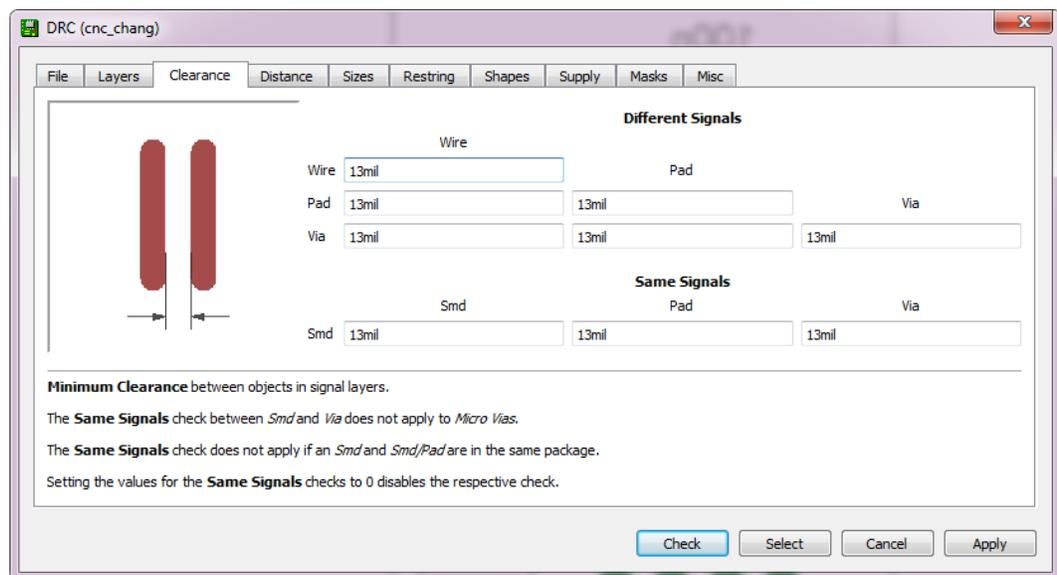 DRC (cnc_chang)
100n
File Layers Clearance Distance Sizes Restring Shapes Supply Masks Misc
Different Signals
Wire
Wire 13mil Pad
Pad 13mil 13mil Via
Via 13mil 13mil 13mil
Same Signals
Smd Pad Via
Smd 13mil 13mil 13mil
Minimum Clearance between objects in signal layers.
The Same Signals check between Smd and Via does not apply to Micro Vias.
The Same Signals check does not apply if an Smd and Smd/Pad are in the same package.
Setting the values for the Same Signals checks to 0 disables the respective check.
Check Select Cancel Apply